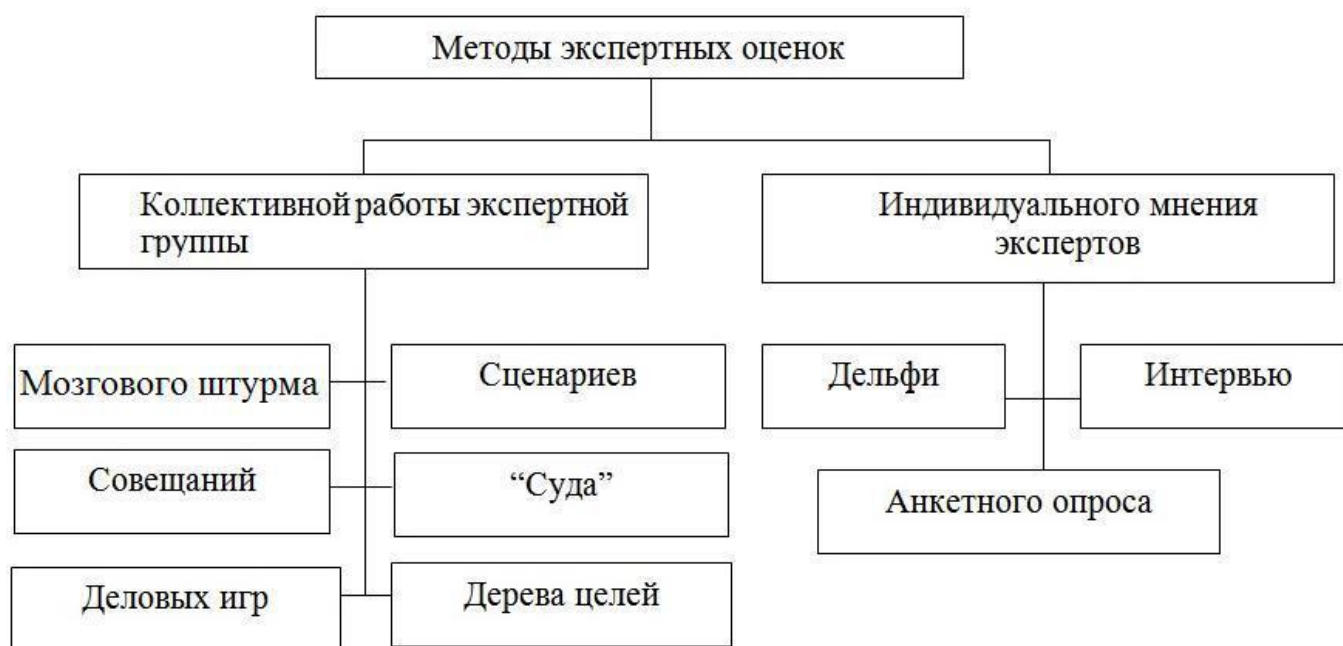 Методы экспертных оценок
Коллективной работы экспертной
группы
Индивидуального мнения
экспертов
Мозгового штурма
Сценариев
Дельфи
Интервью
Совещаний
“Суда”
Анкетного опроса
Деловых игр
Дерева целей